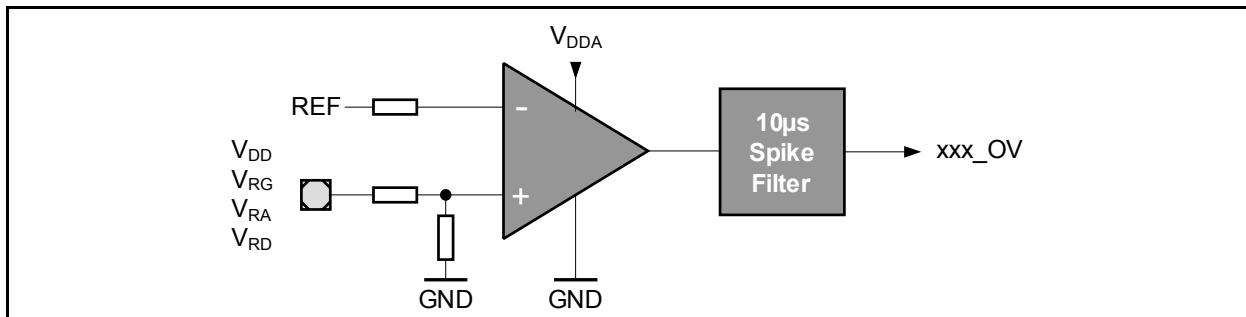 V_DDA
REF
-
V_DD
V_RG
V_RA
V_RD
+
10µs
Spike
Filter
xxx_OV
GND
GND